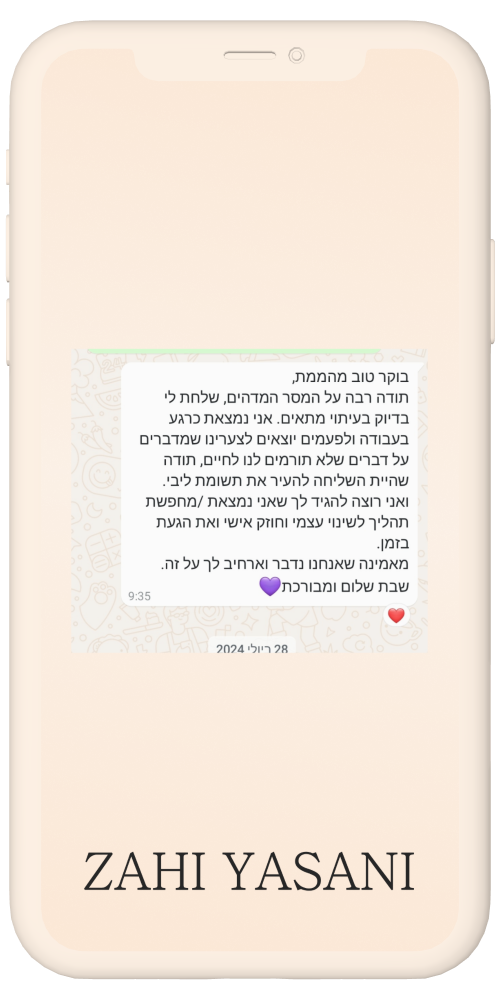 בוקר טוב מהממת,
תודה רבה על המסר המדהים, שלחת לי
בדיוק בעיתוי מתאים. אני נמצאת כרגע
בעבודה ולפעמים יוצאים לצערינו שמדברים
על דברים שלא תורמים לנו לחיים, תודה
שהיית השליחה להעיר את תשומת ליבי.
ואני רוצה להגיד לך שאני נמצאת /מחפשת
תהליך לשינוי עצמי וחוזק אישי ואת הגעת
בזמן.
מאמינה שאנחנו נדבר וארחיב לך על זה.
שבת שלום ומבורכת💜
9:35
❤️
28 ביולי 2024
ZAHI YASANI